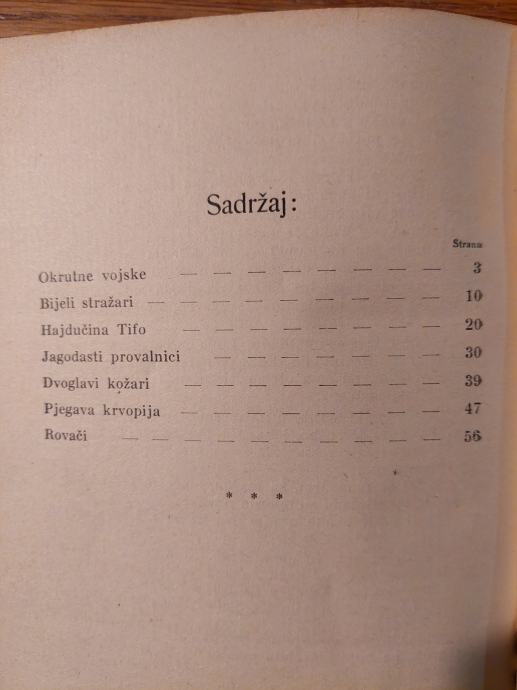 Sadržaj:
Strana
Okrutne vojske — — — — — — — 3
Bijeli stražari — — — — — — — — 10
Hajdučina Tifo — — — — — — — 20
Jagodasti provalnici — — — — — — 30
Dvoglavi kožari — — — — — — — 39
Pjegava krvopija — — — — — — — 47
Rovači — — — — — — — — — 56
* * *